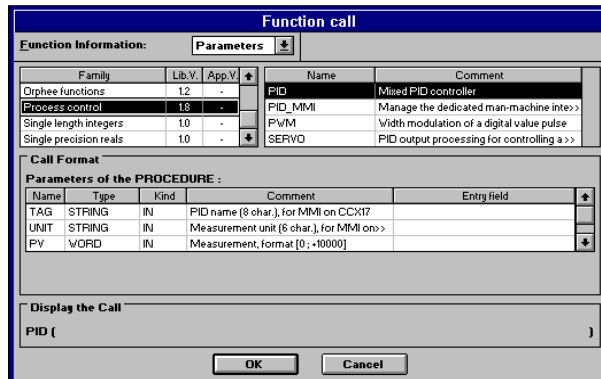 Function call
Function Information: Parameters
Family Lib.V. App.V. Name Comment
Orphee functions 1.2 - PID Mixed PID controller
Process control 1.8 - PID_MMI Manage the dedicated man-machine inte>>
Single length integers 1.0 - PWM Width modulation of a digital value pulse
Single precision reals 1.0 - SERVO PID output processing for controlling a >>
Call Format
Parameters of the PROCEDURE :
Name Type Kind Comment Entry field
TAG STRING IN PID name (8 char.), for MMI on CCX17
UNIT STRING IN Measurement unit (6 char.), for MMI on>>
PV WORD IN Measurement, format [0 ; +10000]
Display the Call
PID ( )
OK Cancel